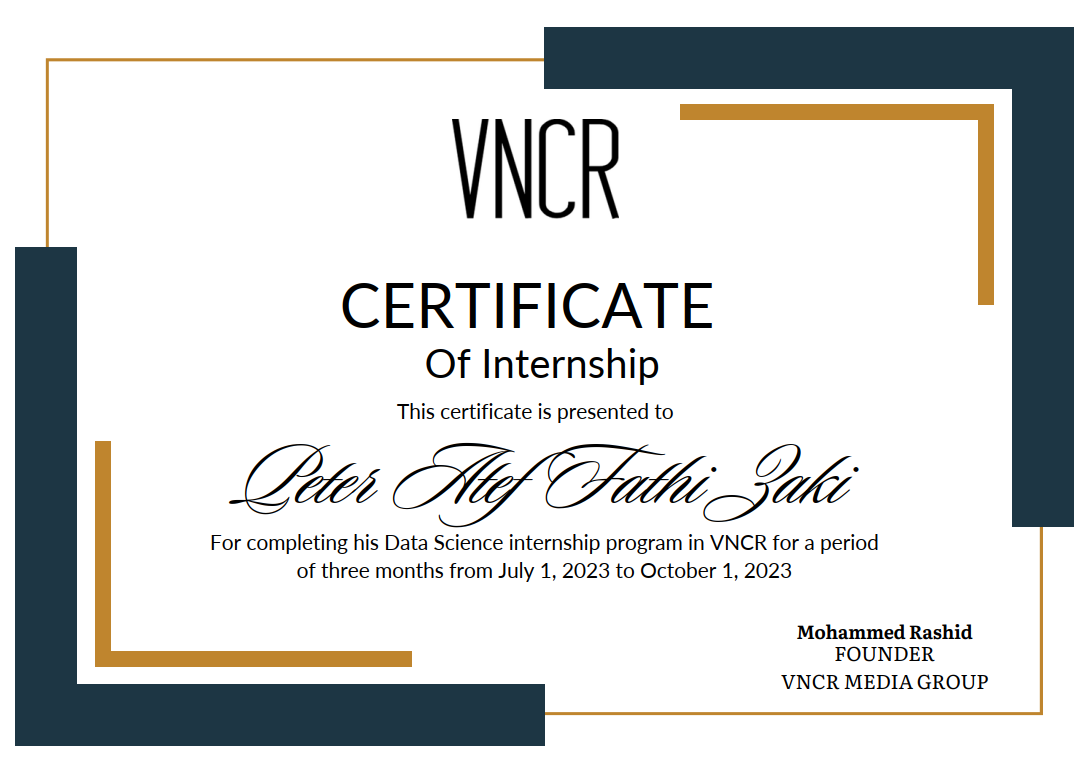 VNCR
CERTIFICATE
Of Internship
This certificate is presented to
Peter Atef Fathi Zaki
For completing his Data Science internship program in VNCR for a period
of three months from July 1, 2023 to October 1, 2023
Mohammed Rashid
FOUNDER
VNCR MEDIA GROUP